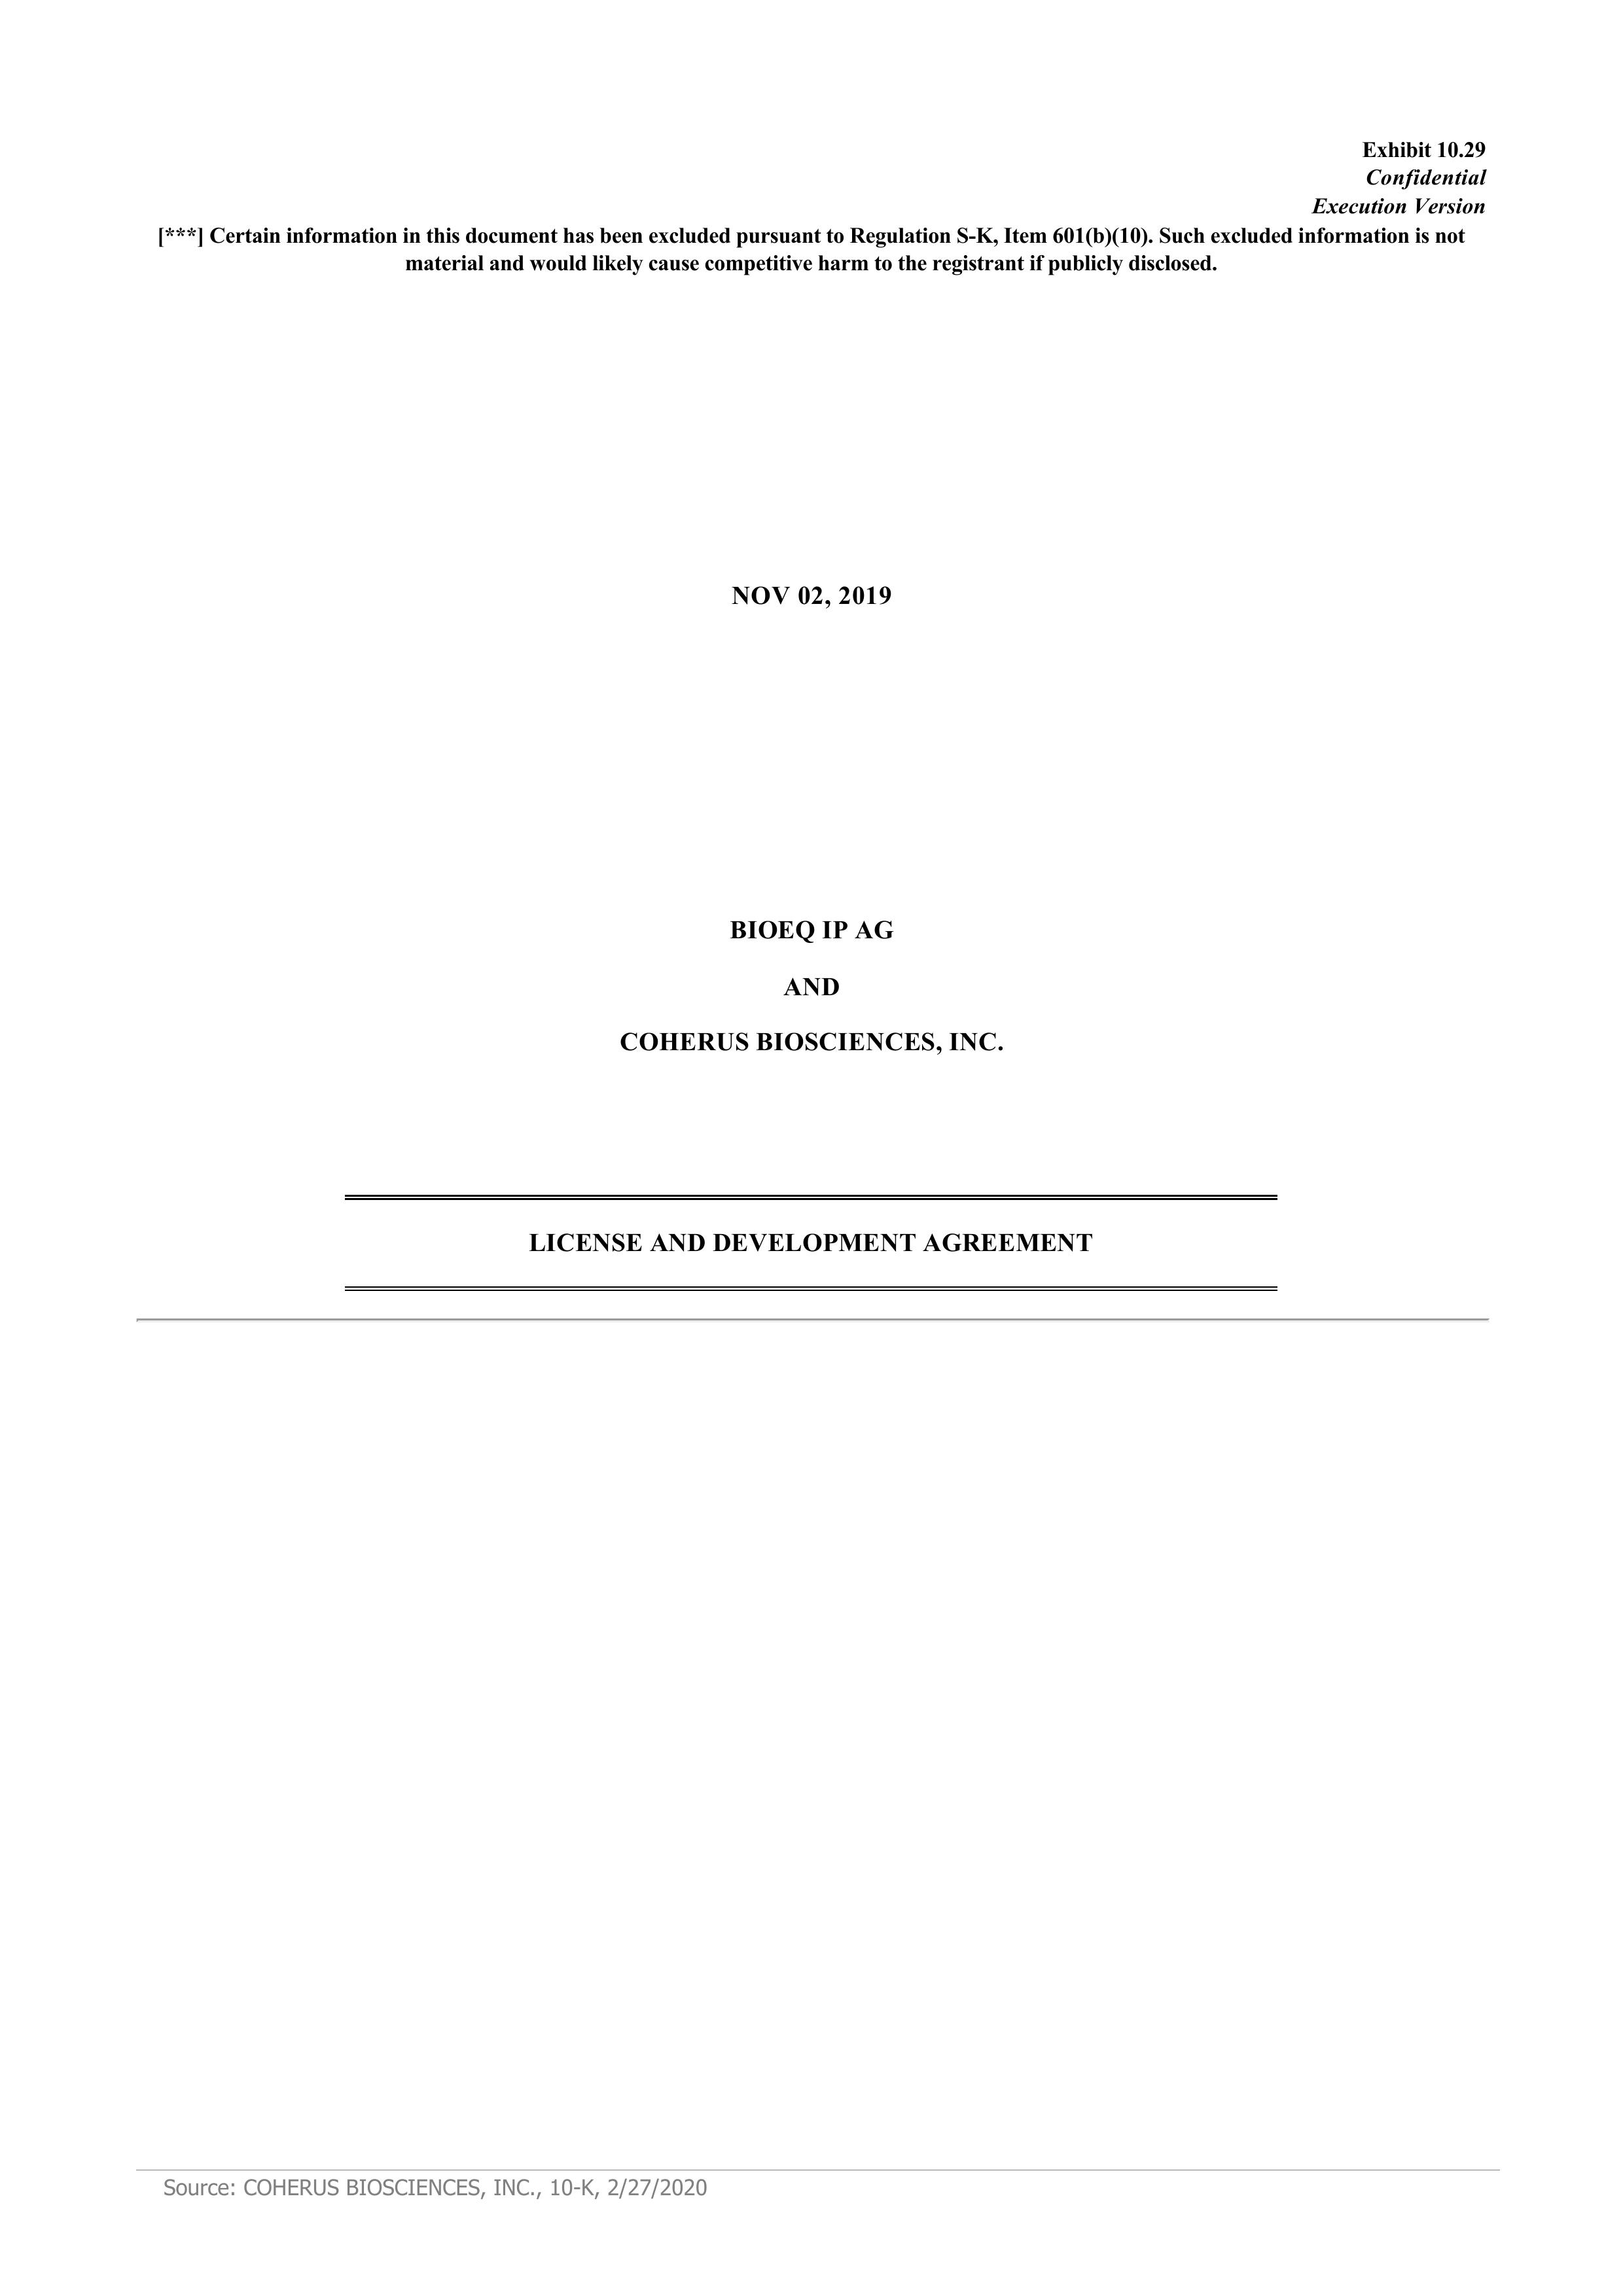 Exhibit 10.29
Confidential
Execution Version
[***] Certain information in this document has been excluded pursuant to Regulation S-K, Item 601(b)(10). Such excluded information is not
material and would likely cause competitive harm to the registrant if publicly disclosed.
NOV 02, 2019
BIOEQ IP AG
AND
COHERUS BIOSCIENCES, INC.
LICENSE AND DEVELOPMENT AGREEMENT
Source: COHERUS BIOSCIENCES, INC., 10-K, 2/27/2020